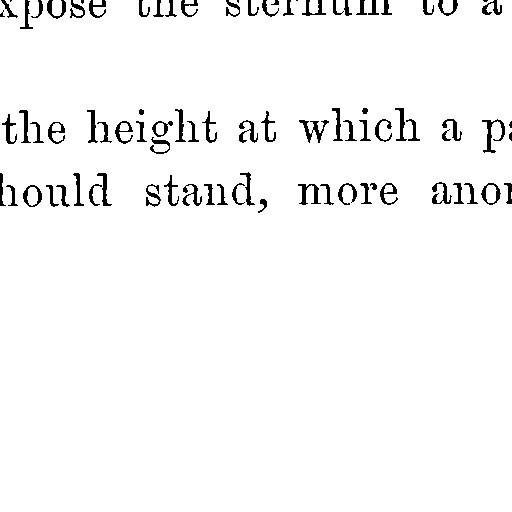 xpose the sternum to a
the height at which a pa
hould stand, more anon